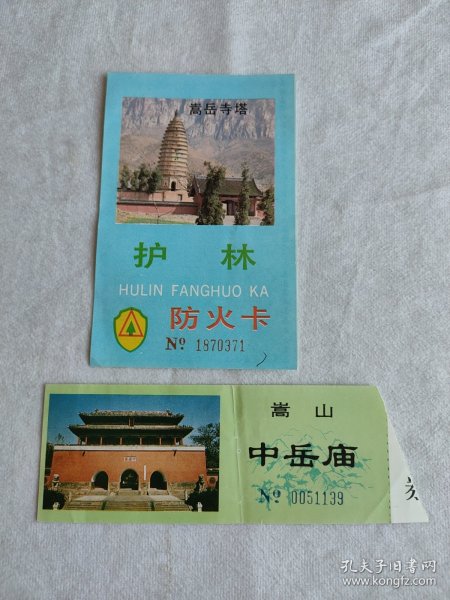 嵩岳寺塔
护林
HULIN FANGHUO KA
防火卡
Nº 1870371
嵩山
中岳庙
Nº 0051139
孔夫子旧书网
www.kongfz.com